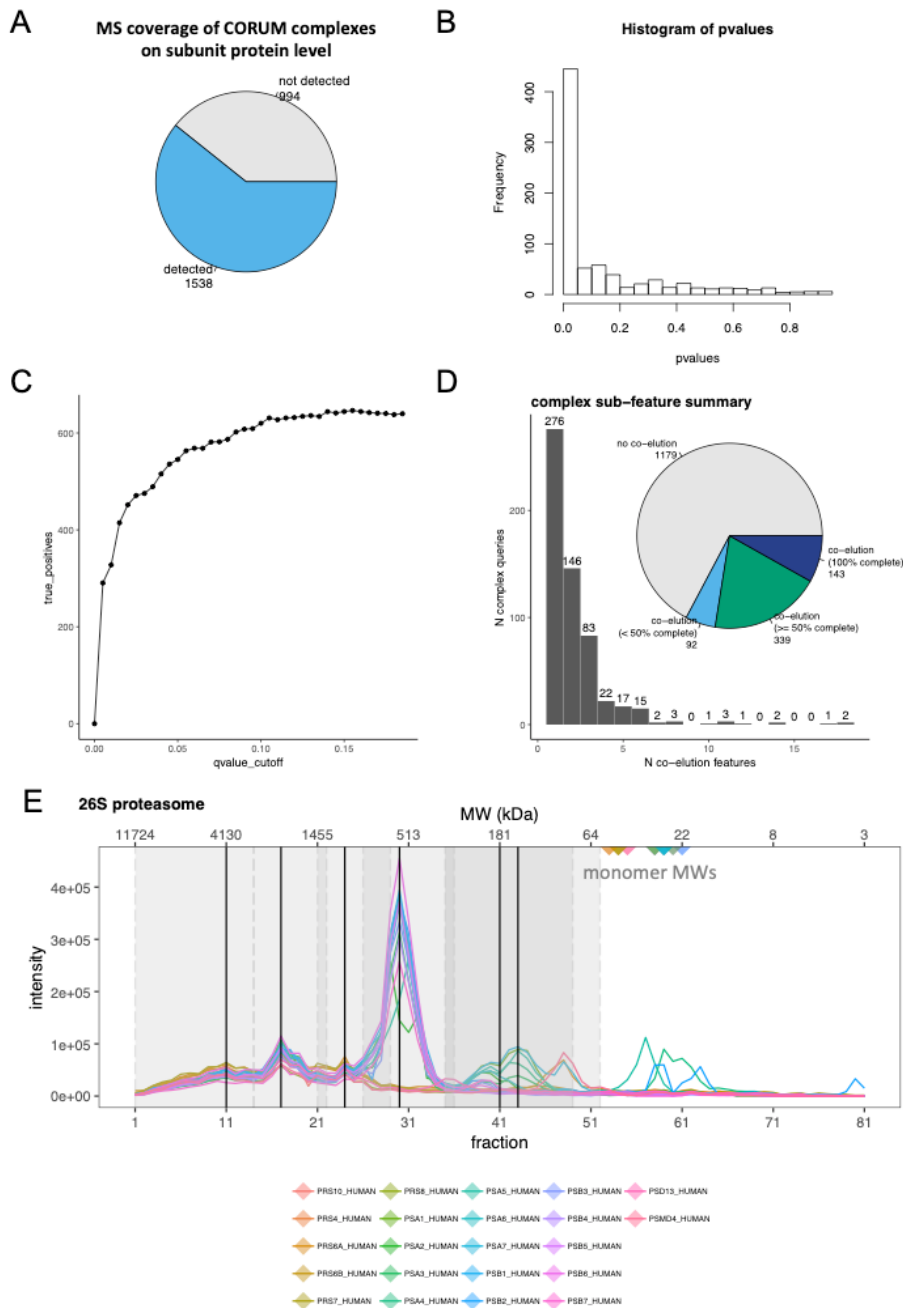 A
MS coverage of CORUM complexes
on subunit protein level
not detected
994
detected
1538
B
Histogram of pvalues
Frequency
0
100
200
300
400
0.0
0.2
0.4
0.6
0.8
pvalues
C
true_positives
600
400
200
0
0.00
0.05
0.10
0.15
qvalue_cutoff
D
complex sub-feature summary
276
146
83
22
17
15
2
3
0
1
3
1
0
2
0
0
1
2
no co-elution
1179
co-elution
(100% complete)
143
co-elution
(>= 50% complete)
339
co-elution
(< 50% complete)
92
N complex queries
200
100
0
0
5
10
15
N co-elution features
E
26S proteasome
MW (kDa)
11724
4130
1455
513
181
64
22
8
3
monomer MWs
intensity
4e+05
3e+05
2e+05
1e+05
0e+00
1
11
21
31
41
51
61
71
81
fraction
PRS10_HUMAN
PRS8_HUMAN
PSA5_HUMAN
PSB3_HUMAN
PSD13_HUMAN
PRS4_HUMAN
PSA1_HUMAN
PSA6_HUMAN
PSB4_HUMAN
PSMD4_HUMAN
PRS6A_HUMAN
PSA2_HUMAN
PSA7_HUMAN
PSB5_HUMAN
PRS6B_HUMAN
PSA3_HUMAN
PSB1_HUMAN
PSB6_HUMAN
PRS7_HUMAN
PSA4_HUMAN
PSB2_HUMAN
PSB7_HUMAN